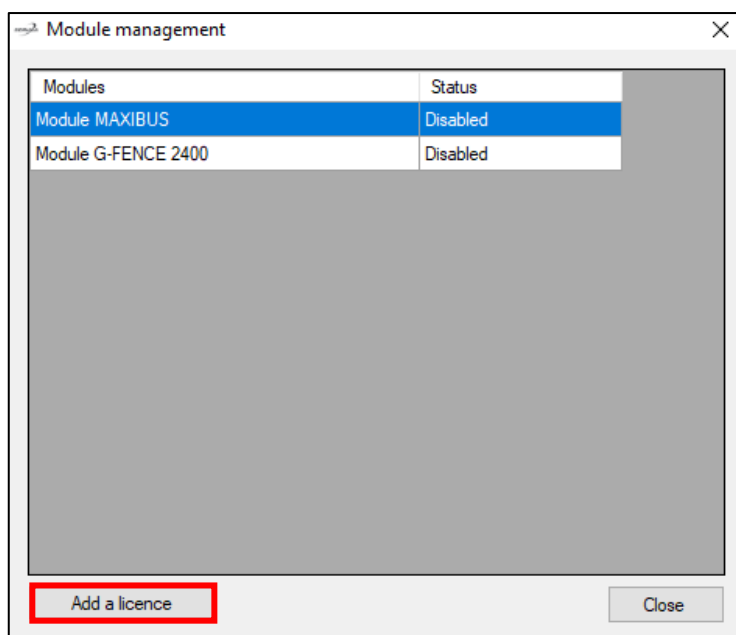 Module management
Modules Status
Module MAXIBUS Disabled
Module G-FENCE 2400 Disabled
Add a licence Close